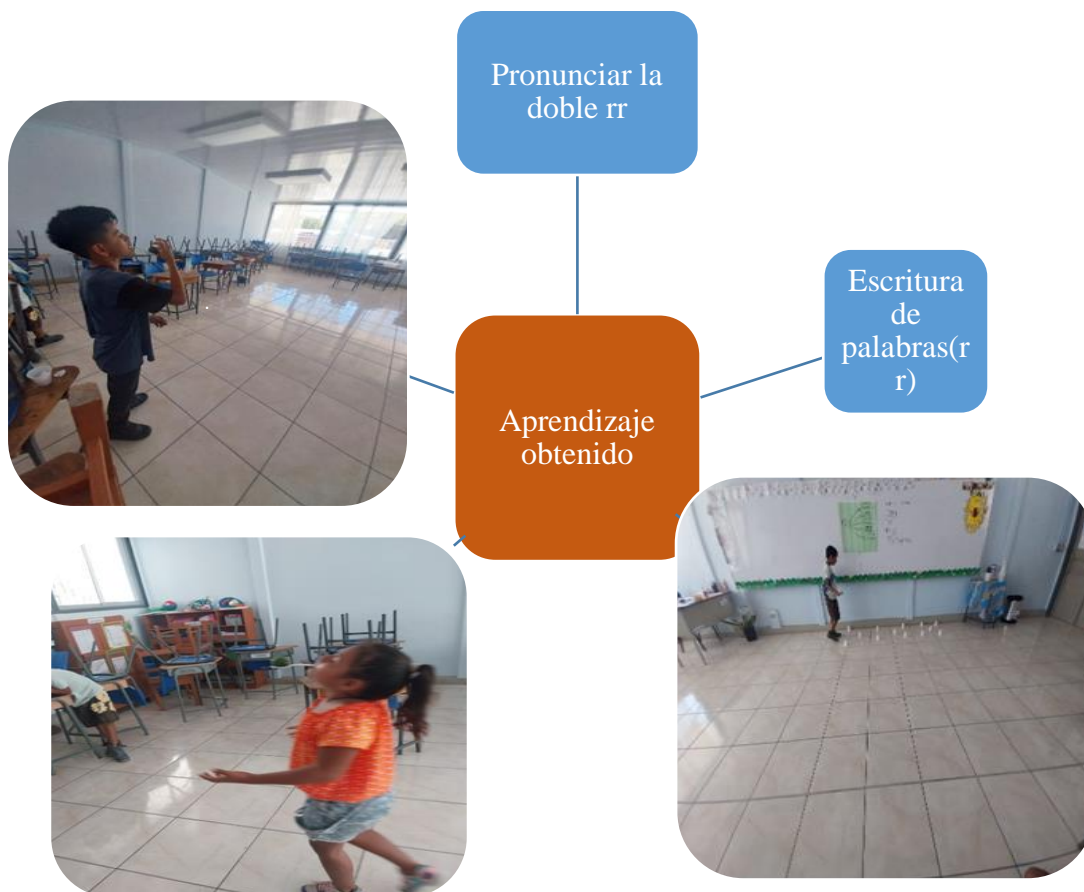 Pronunciar la
doble rr
Escritura
de
palabras(r
r)
Aprendizaje
obtenido